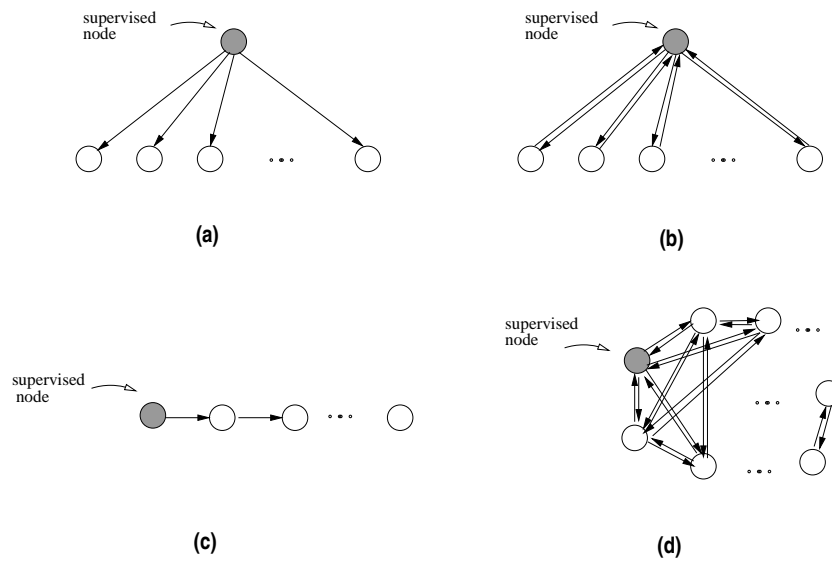 supervised
node
(a)
supervised
node
(b)
supervised
node
(c)
supervised
node
(d)